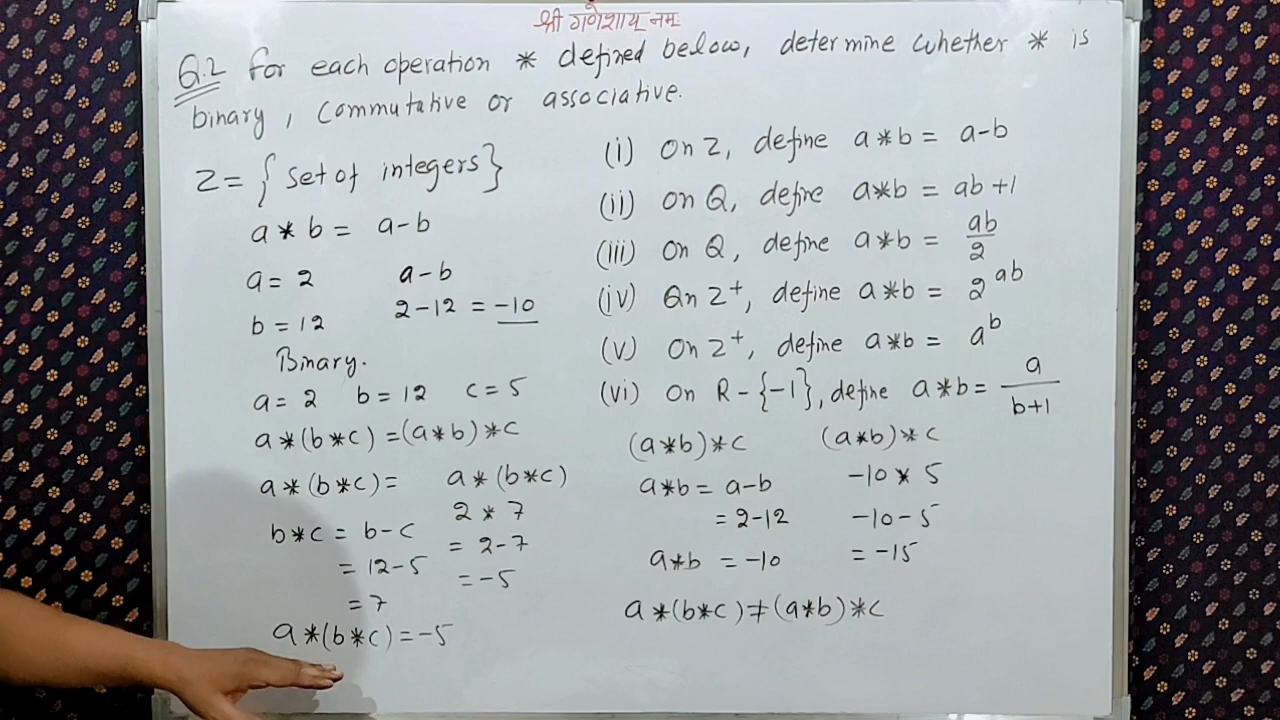 श्री गणेशाय नमः
Q.2 For each operation * defined below, determine whether * is
binary, commutative or associative.
Z = { set of integers}
a * b = a-b
a = 2 a-b
b = 12 2-12 = -10
Binary.
a = 2 b = 12 c = 5
a*(b*c) =(a*b)*c
a*(b*c)= a*(b*c)
b*c = b-c 2 * 7
= 12-5 = 2-7
= 7 = -5
a*(b*c)=-5
(i) On Z, define a*b= a-b
(ii) on Q, define a*b = ab+1
(iii) On Q, define a*b = ab/2
(iv) On Z⁺, define a*b = 2^ab
(v) On Z⁺, define a*b = a^b
(vi) On R-{-1}, define a*b= a/b+1
(a*b)*c (a*b)*c
a*b = a-b -10 * 5
= 2-12 -10-5
a*b = -10 = -15
a*(b*c)≠(a*b)*c